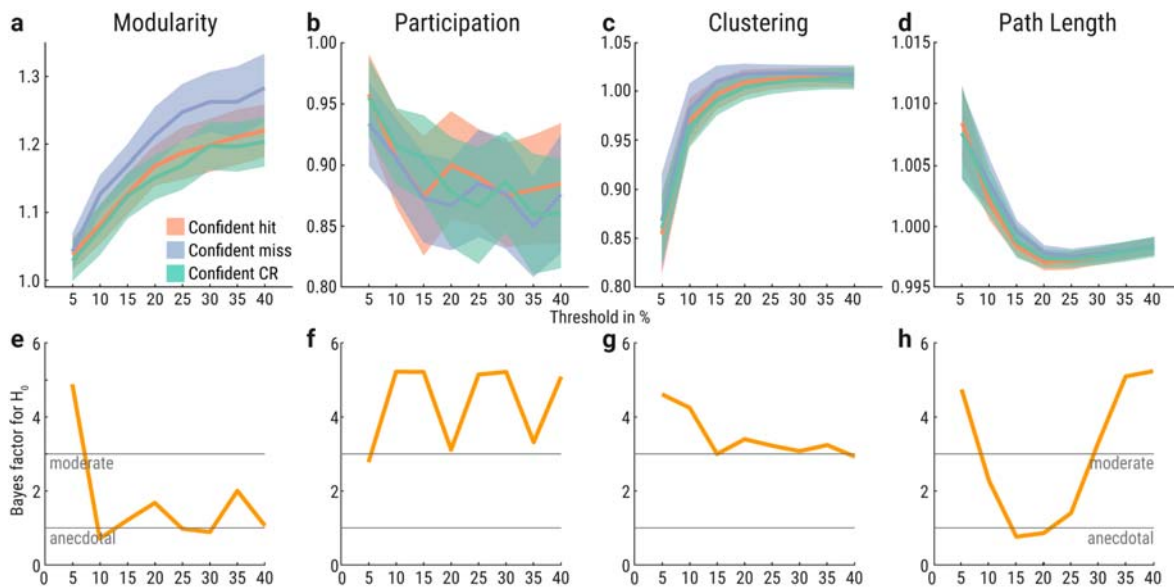 a Modularity
b Participation
c Clustering
d Path Length
1.3
1.2
1.1
1.0
Confident hit
Confident miss
Confident CR
5 10 15 20 25 30 35 40
1.00
0.95
0.90
0.85
0.80
5 10 15 20 25 30 35 40
1.05
1.00
0.95
0.90
0.85
0.80
5 10 15 20 25 30 35 40
1.015
1.010
1.005
1.000
0.995
5 10 15 20 25 30 35 40
Threshold in %
e
Bayes factor for H0
6
4
2
0
moderate
anecdotal
5 10 15 20 25 30 35 40
f
6
4
2
0
5 10 15 20 25 30 35 40
g
6
4
2
0
5 10 15 20 25 30 35 40
h
6
4
2
0
moderate
anecdotal
5 10 15 20 25 30 35 40